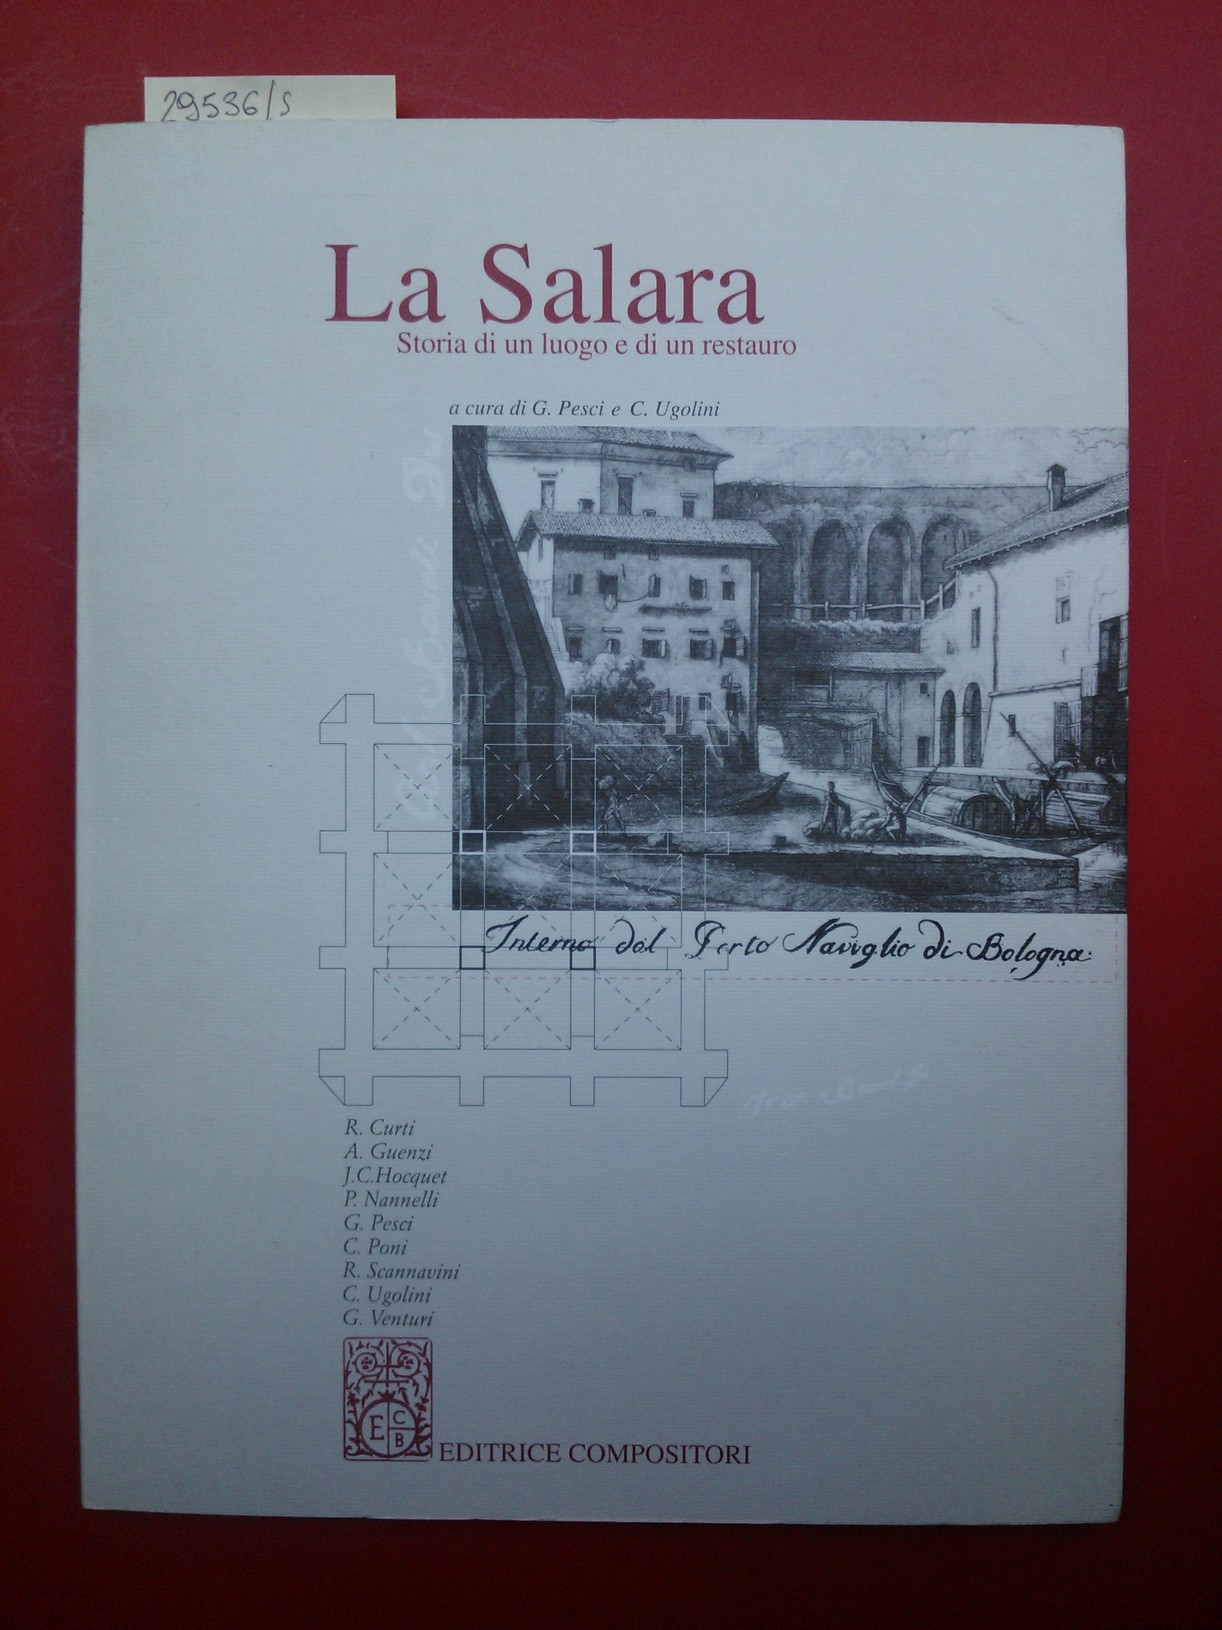 29536/s
La Salara
Storia di un luogo e di un restauro
a cura di G. Pesci e C. Ugolini
Interno del Porto Naviglio di Bologna
R. Curti
A. Guenzi
J.C.Hocquet
P. Nannelli
G. Pesci
C. Poni
R. Scannavini
C. Ugolini
G. Venturi
E C B
EDITRICE COMPOSITORI